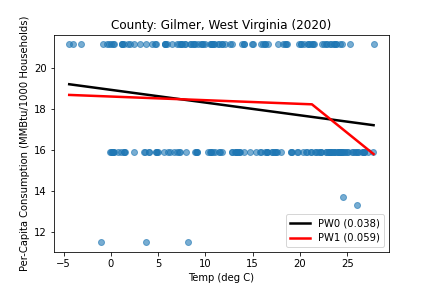 County: Gilmer, West Virginia (2020)
Per-Capita Consumption (MMBtu/1000 Households)
20
18
16
14
12
−5 0 5 10 15 20 25
Temp (deg C)
PW0 (0.038)
PW1 (0.059)